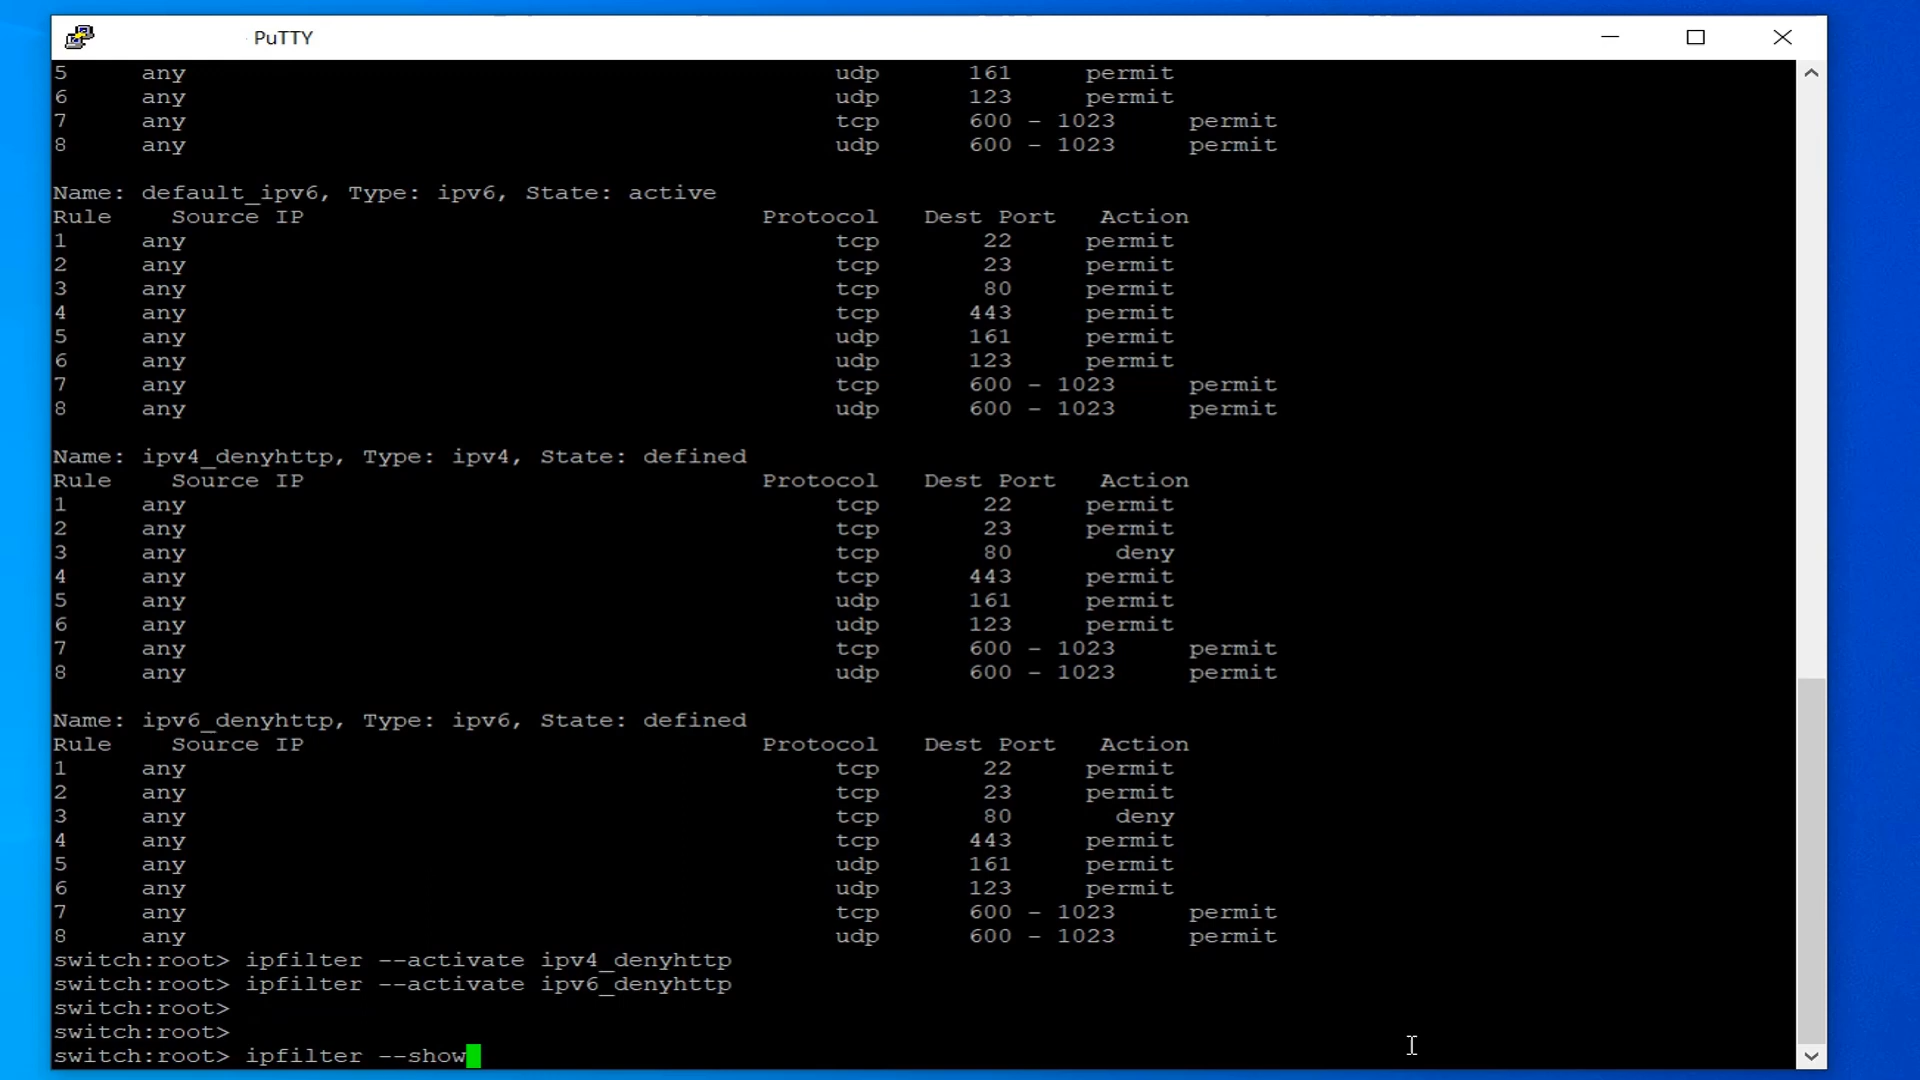 PuTTY
5 any udp 161 permit
6 any udp 123 permit
7 any tcp 600 - 1023 permit
8 any udp 600 - 1023 permit
Name: default_ipv6, Type: ipv6, State: active
Rule Source IP Protocol Dest Port Action
1 any tcp 22 permit
2 any tcp 23 permit
3 any tcp 80 permit
4 any tcp 443 permit
5 any udp 161 permit
6 any udp 123 permit
7 any tcp 600 - 1023 permit
8 any udp 600 - 1023 permit
Name: ipv4_denyhttp, Type: ipv4, State: defined
Rule Source IP Protocol Dest Port Action
1 any tcp 22 permit
2 any tcp 23 permit
3 any tcp 80 deny
4 any tcp 443 permit
5 any udp 161 permit
6 any udp 123 permit
7 any tcp 600 - 1023 permit
8 any udp 600 - 1023 permit
Name: ipv6_denyhttp, Type: ipv6, State: defined
Rule Source IP Protocol Dest Port Action
1 any tcp 22 permit
2 any tcp 23 permit
3 any tcp 80 deny
4 any tcp 443 permit
5 any udp 161 permit
6 any udp 123 permit
7 any tcp 600 - 1023 permit
8 any udp 600 - 1023 permit
switch:root> ipfilter --activate ipv4_denyhttp
switch:root> ipfilter --activate ipv6_denyhttp
switch:root>
switch:root>
switch:root> ipfilter --show